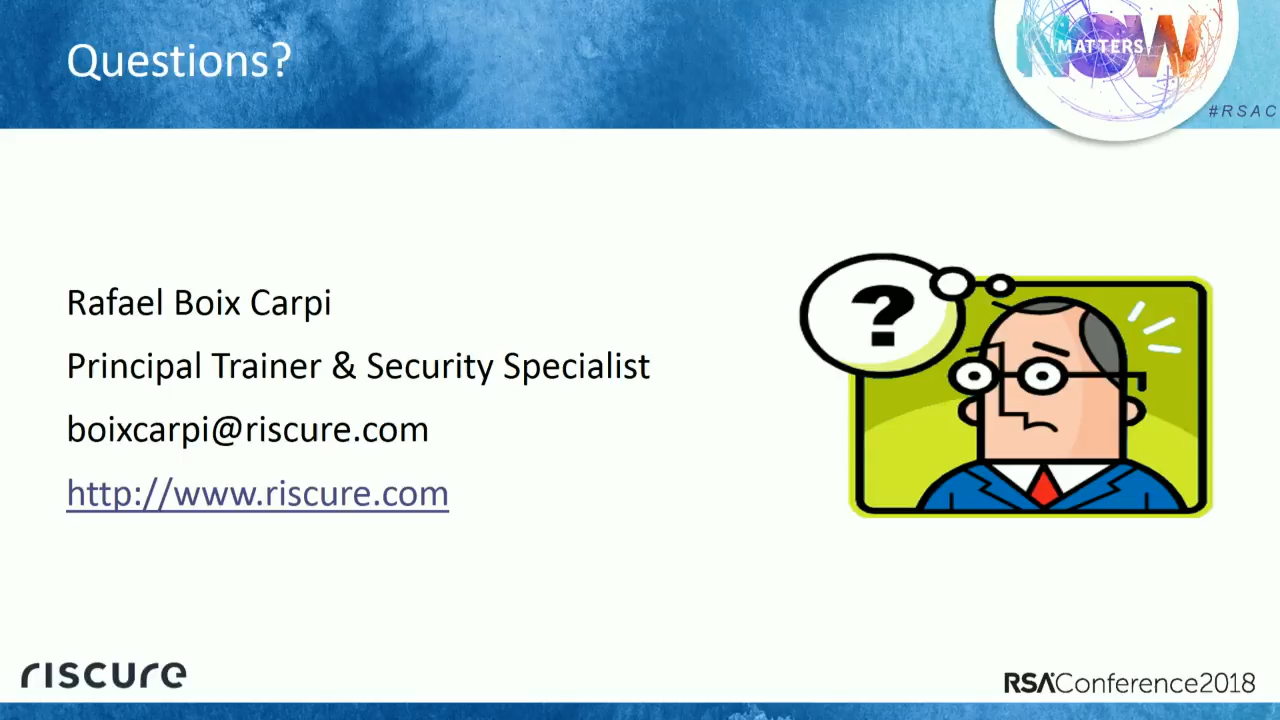 Questions?
NOW
MATTERS
#RSAC
Rafael Boix Carpi
Principal Trainer & Security Specialist
boixcarpi@riscure.com
http://www.riscure.com
?
riscure
RSAConference2018